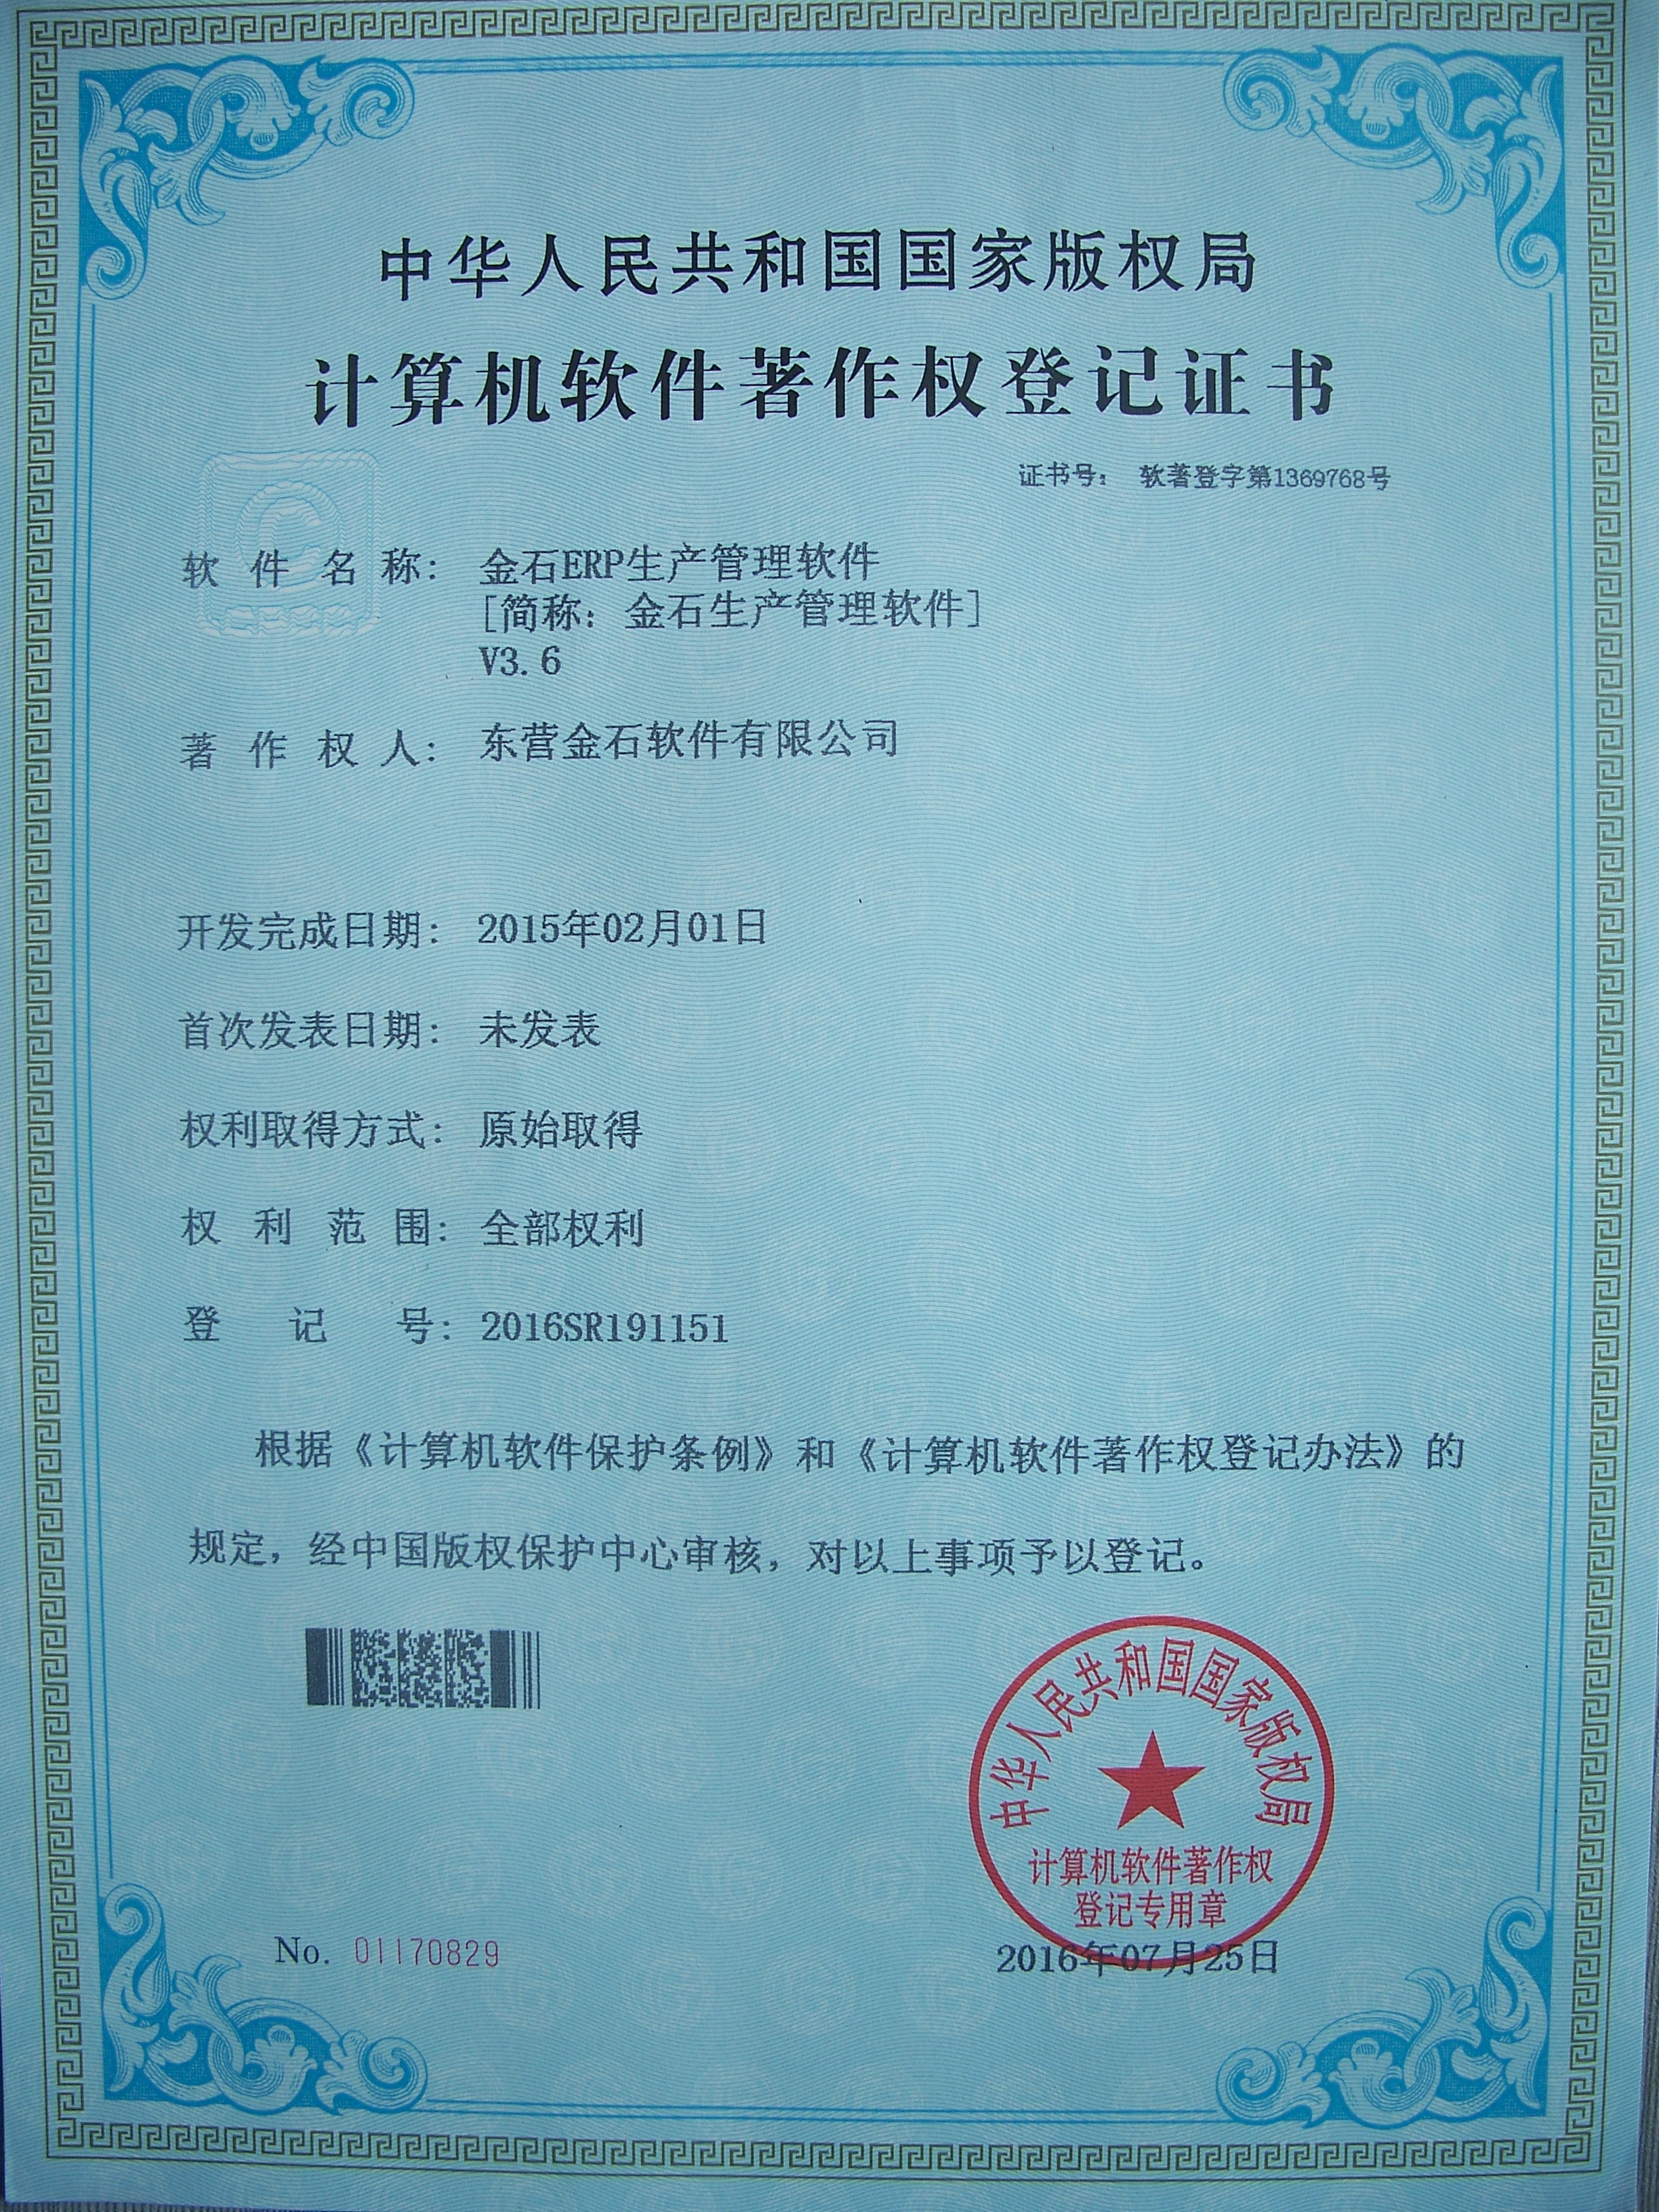 中华人民共和国国家版权局
计算机软件著作权登记证书
证书号： 软著登字第1369768号
软件名称： 金石ERP生产管理软件
[简称：金石生产管理软件]
V3.6
著作权人： 东营金石软件有限公司
开发完成日期： 2015年02月01日
首次发表日期： 未发表
权利取得方式： 原始取得
权利范围： 全部权利
登记号： 2016SR191151
根据《计算机软件保护条例》和《计算机软件著作权登记办法》的
规定，经中国版权保护中心审核，对以上事项予以登记。
中华人民共和国国家版权局
计算机软件著作权
登记专用章
No. 01170829
2016年07月25日